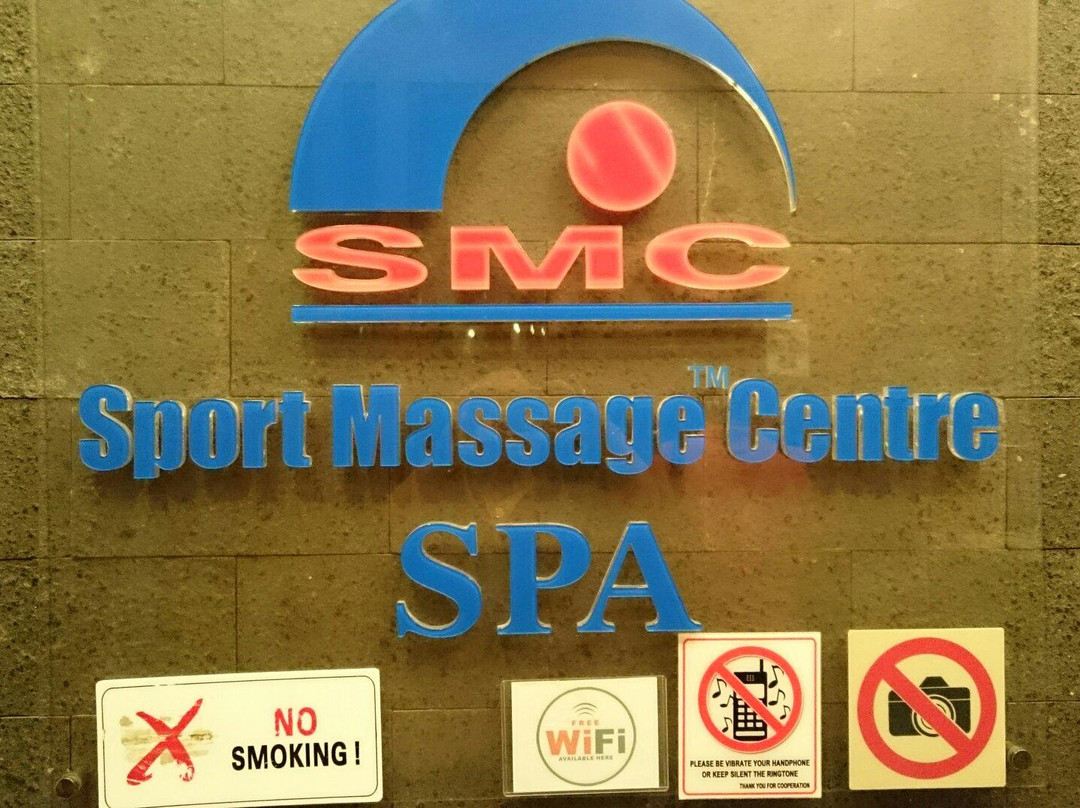 SMC
Sport Massage™ Centre
SPA
NO
SMOKING!
FREE
WiFi
AVAILABLE HERE
PLEASE BE VIBRATE YOUR HANDPHONE
OR KEEP SILENT THE RINGTONE
THANK YOU FOR COOPERATION